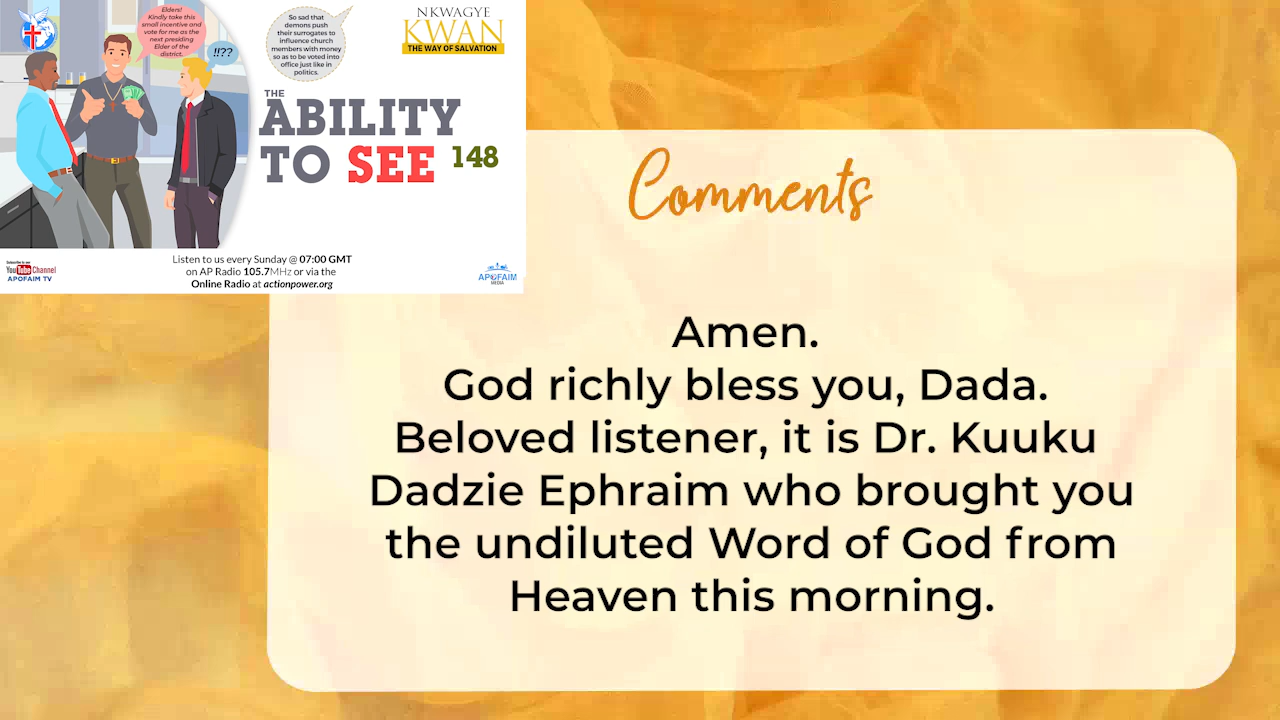 Elders!
Kindly take this
small incentive and
vote for me as the
next presiding
Elder of the
district.
!!??
So sad that
demons push
their surrogates to
influence church
members with money
so as to be voted into
office just like in
politics.
NKWAGYE
KWAN
THE WAY OF SALVATION
THE
ABILITY
TO SEE 148
Subscribe to our
YouTube Channel
APOFAIM TV
Listen to us every Sunday @ 07:00 GMT
on AP Radio 105.7MHz or via the
Online Radio at actionpower.org
APOFAIM
MEDIA
Comments
Amen.
God richly bless you, Dada.
Beloved listener, it is Dr. Kuuku
Dadzie Ephraim who brought you
the undiluted Word of God from
Heaven this morning.